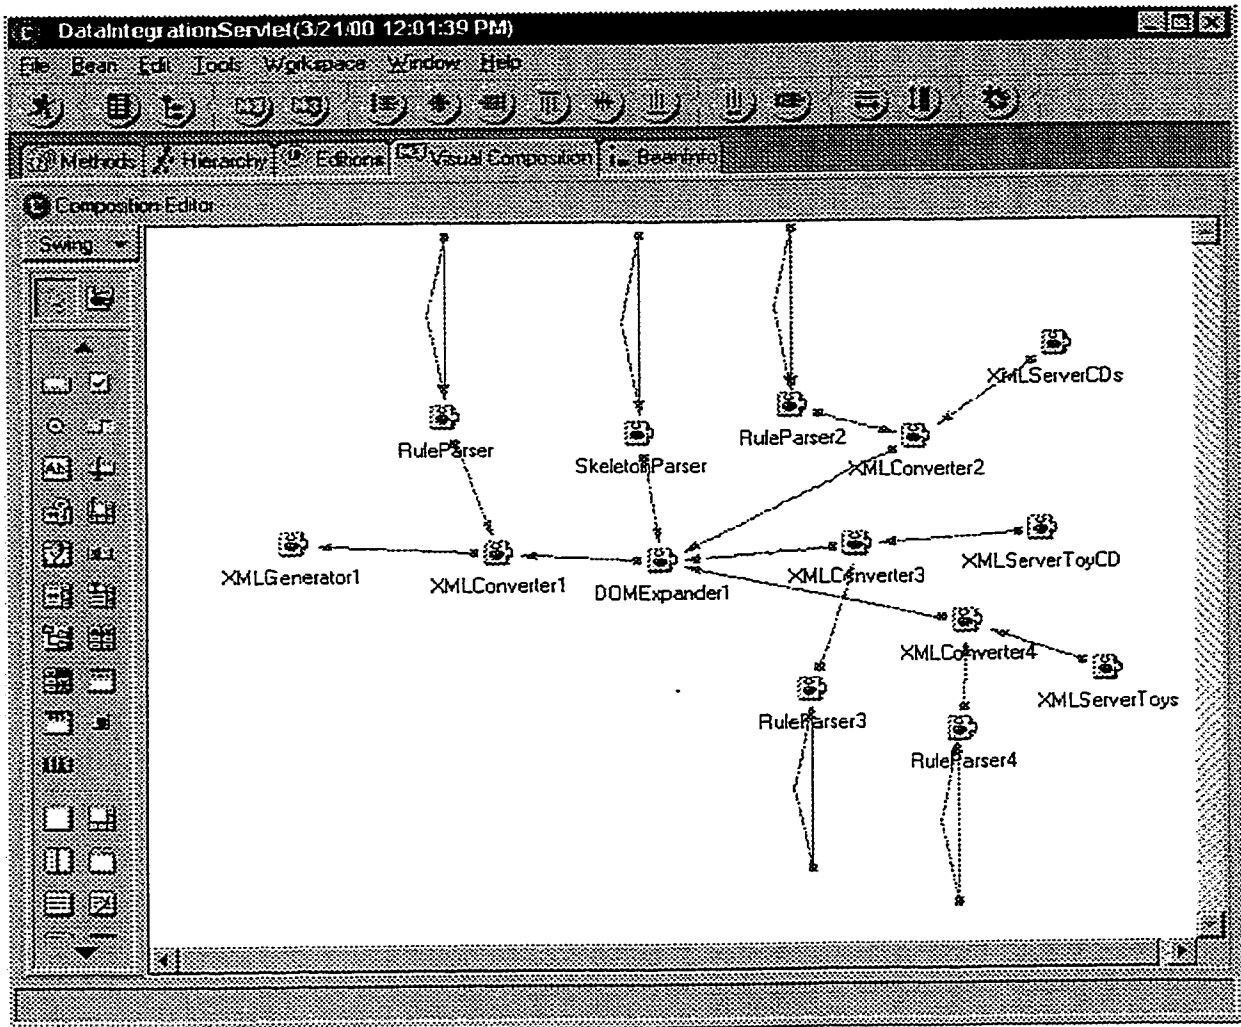 DataIntegrationServlet(3/21/00 12:01:39 PM)
File Bean Edit Tools Workspace Window Help
Methods Hierarchy Editions Visual Composition BeanInfo
Composition Editor
Swing
XMLServerCDs
RuleParser
SkeletonParser
RuleParser2
XMLConverter2
XMLGenerator1
XMLConverter1
DOMExpander1
XMLConverter3
XMLServerToyCD
XMLConverter4
XMLServerToys
RuleParser3
RuleParser4